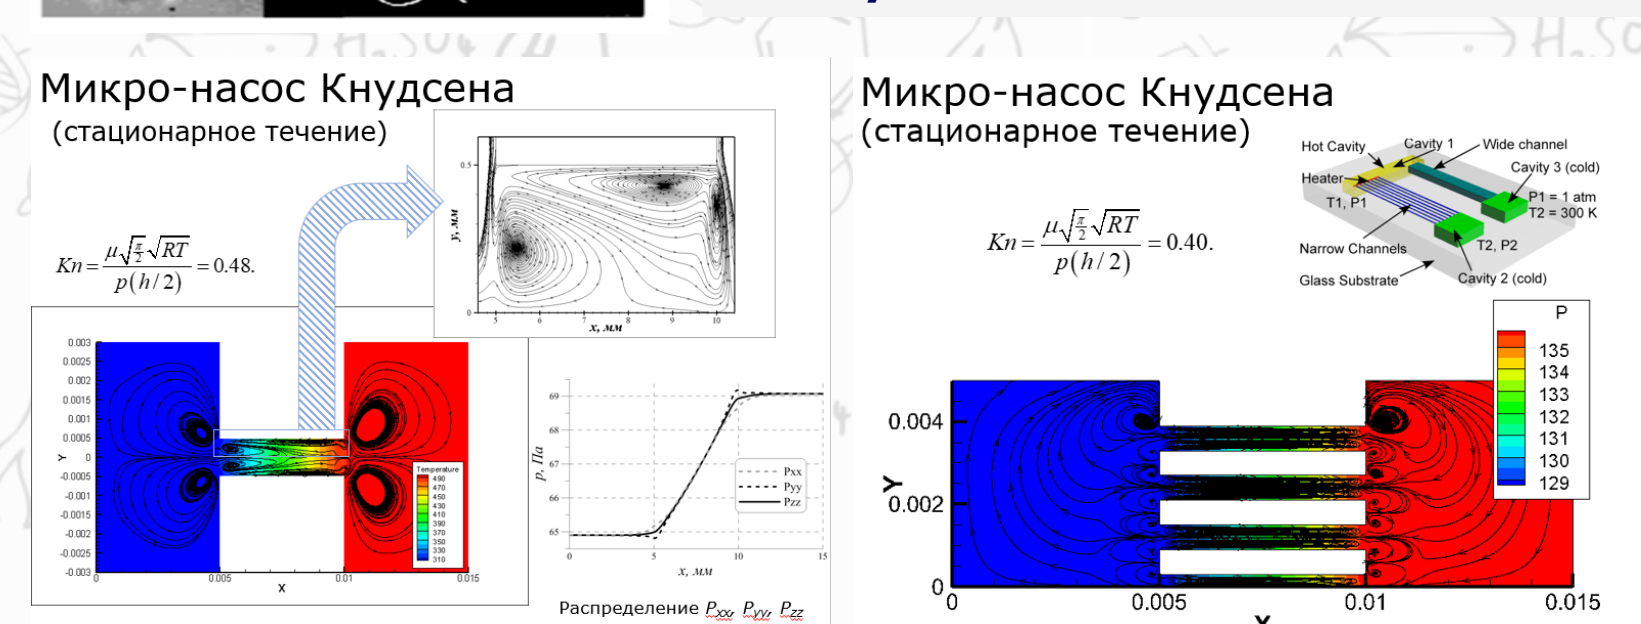 Микро-насос Кнудсена
(стационарное течение)
Kn = μ√(π/2)√RT / p(h/2) = 0.48.
0.5
0
y, мм
5 6 7 8 9 10
x, мм
0.003
0.0025
0.002
0.0015
0.001
0.0005
0
-0.0005
-0.001
-0.0015
-0.002
-0.0025
-0.003
Y
0 0.005 0.01 0.015
X
Temperature
490
470
450
430
410
390
370
350
330
310
69
68
67
66
65
p, Па
Pxx
Pyy
Pzz
0 5 10 15
x, мм
Распределение Pxx, Pyy, Pzz
Микро-насос Кнудсена
(стационарное течение)
Kn = μ√(π/2)√RT / p(h/2) = 0.40.
Hot Cavity
Cavity 1
Wide channel
Cavity 3 (cold)
Heater
T1, P1
P1 = 1 atm
T2 = 300 K
Narrow Channels
T2, P2
Glass Substrate
Cavity 2 (cold)
P
135
134
133
132
131
130
129
0.004
0.002
0
Y
0 0.005 0.01 0.015
H₂SO₄